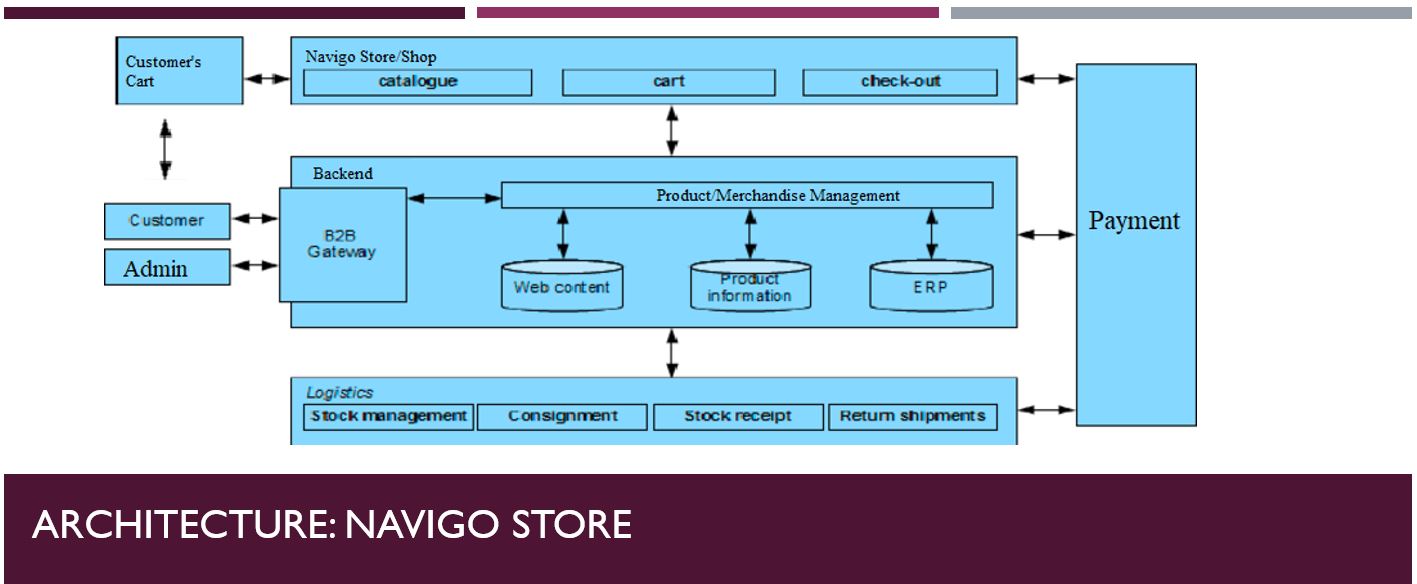 Customer's
Cart
Navigo Store/Shop
catalogue
cart
check-out
Backend
Product/Merchandise Management
Payment
Customer
B2B
Gateway
Admin
Web content
Product
information
ERP
Logistics
Stock management
Consignment
Stock receipt
Return shipments
ARCHITECTURE: NAVIGO STORE